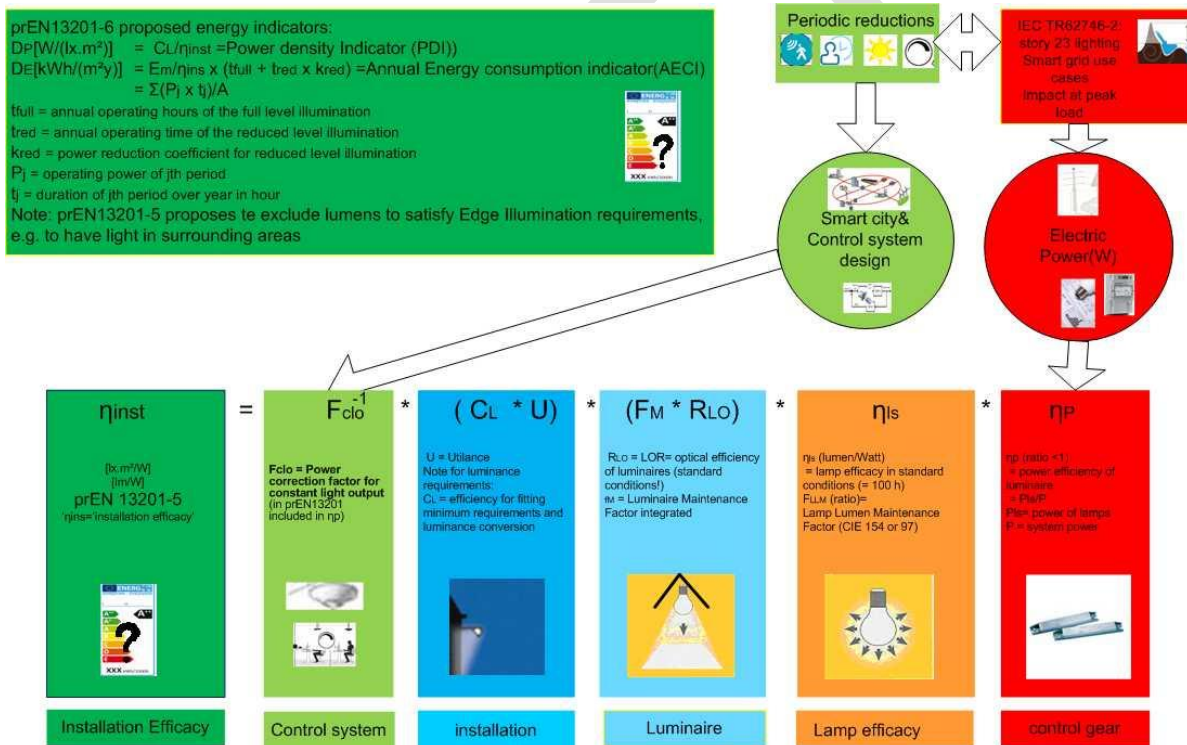 prEN13201-6 proposed energy indicators:
DP[W/(lx.m²)] = CL/ηinst =Power density Indicator (PDI))
DE[kWh/(m²y)] = Em/ηins x (tfull + tred x kred) =Annual Energy consumption indicator(AECI)
= Σ(Pj x tj)/A
tfull = annual operating hours of the full level illumination
tred = annual operating time of the reduced level illumination
kred = power reduction coefficient for reduced level illumination
Pj = operating power of jth period
tj = duration of jth period over year in hour
Note: prEN13201-5 proposes te exclude lumens to satisfy Edge Illumination requirements,
e.g. to have light in surrounding areas
ENERG
A++
?
XXX
Periodic reductions
IEC TR62746-2:
story 23 lighting
Smart grid use
cases
Impact at peak
load
Smart city&
Control system
design
Electric
Power(W)
ηinst = Fclo⁻¹ * ( CL * U) * (FM * RLO) * ηls * ηP
[lx.m²/W]
[lm/W]
prEN 13201-5
'ηins='installation efficacy'
ENERG
A++
?
XXX
Fclo = Power
correction factor for
constant light output
(in prEN13201
included in ηp)
U = Utilance
Note for luminance
requirements:
CL = efficiency for fitting
minimum requirements and
luminance conversion
RLO = LOR= optical efficiency
of luminaires (standard
conditions!)
fM = Luminaire Maintenance
Factor integrated
ηls (lumen/Watt)
= lamp efficacy in standard
conditions (= 100 h)
FLLM (ratio)=
Lamp Lumen Maintenance
Factor (CIE 154 or 97)
ηp (ratio <1)
= power efficiency of
luminaire
= Pls/P
Pls= power of lamps
P = system power
Installation Efficacy
Control system
installation
Luminaire
Lamp efficacy
control gear